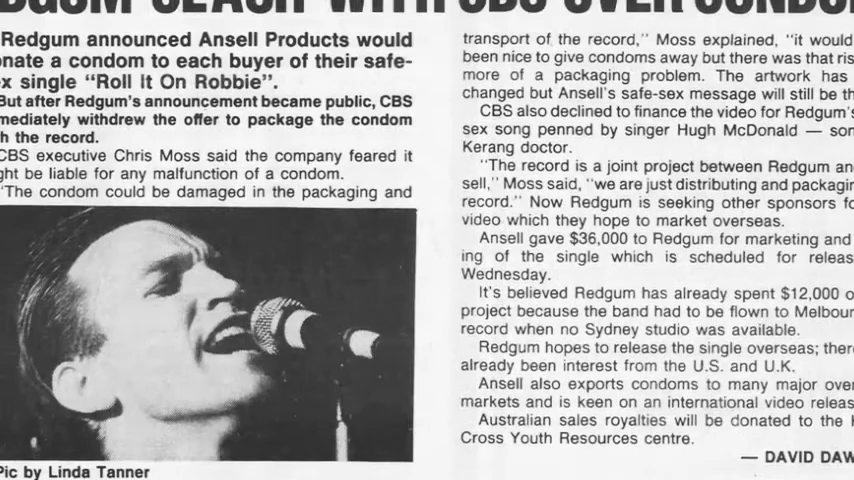 CLASH WITH CBS OVER
Redgum announced Ansell Products would
nate a condom to each buyer of their safe-
x single "Roll It On Robbie".
But after Redgum's announcement became public, CBS
mediately withdrew the offer to package the condom
h the record.
CBS executive Chris Moss said the company feared it
ght be liable for any malfunction of a condom.
"The condom could be damaged in the packaging and
Pic by Linda Tanner
transport of the record," Moss explained, "it would
been nice to give condoms away but there was that ris
more of a packaging problem. The artwork has
changed but Ansell's safe-sex message will still be th
CBS also declined to finance the video for Redgum's
sex song penned by singer Hugh McDonald — son
Kerang doctor.
"The record is a joint project between Redgum an
sell," Moss said, "we are just distributing and packagin
record." Now Redgum is seeking other sponsors fo
video which they hope to market overseas.
Ansell gave $36,000 to Redgum for marketing and
ing of the single which is scheduled for releas
Wednesday.
It's believed Redgum has already spent $12,000 o
project because the band had to be flown to Melbour
record when no Sydney studio was available.
Redgum hopes to release the single overseas; there
already been interest from the U.S. and U.K.
Ansell also exports condoms to many major over
markets and is keen on an international video releas
Australian sales royalties will be donated to the
Cross Youth Resources centre.
— DAVID DAW